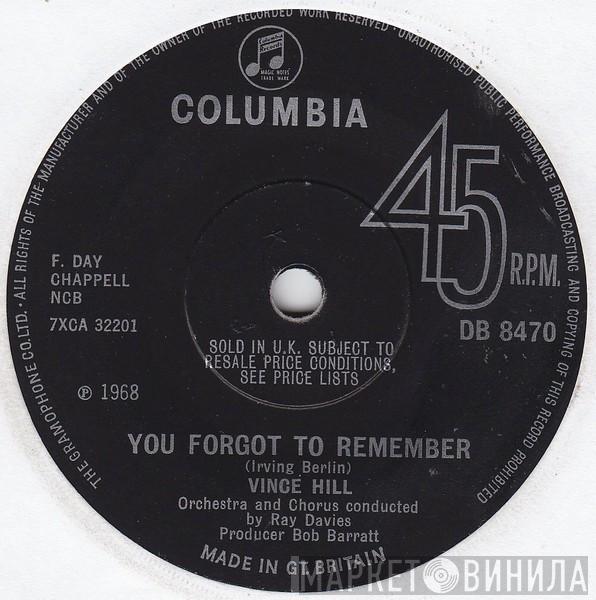 THE GRAMOPHONE CO. LTD. • ALL RIGHTS OF THE MANUFACTURER AND OF THE OWNER OF THE RECORDED WORK RESERVED • UNAUTHORISED PUBLIC PERFORMANCE BROADCASTING AND COPYING OF THIS RECORD PROHIBITED
Columbia
Records
MAGIC NOTES
TRADE MARK
COLUMBIA
45
R.P.M.
F. DAY
CHAPPELL
NCB
7XCA 32201
DB 8470
SOLD IN U.K. SUBJECT TO
RESALE PRICE CONDITIONS,
SEE PRICE LISTS
℗ 1968
YOU FORGOT TO REMEMBER
(Irving Berlin)
VINCE HILL
Orchestra and Chorus conducted
by Ray Davies
Producer Bob Barratt
MADE IN GT. BRITAIN
МАРКЕТ ВИНИЛА